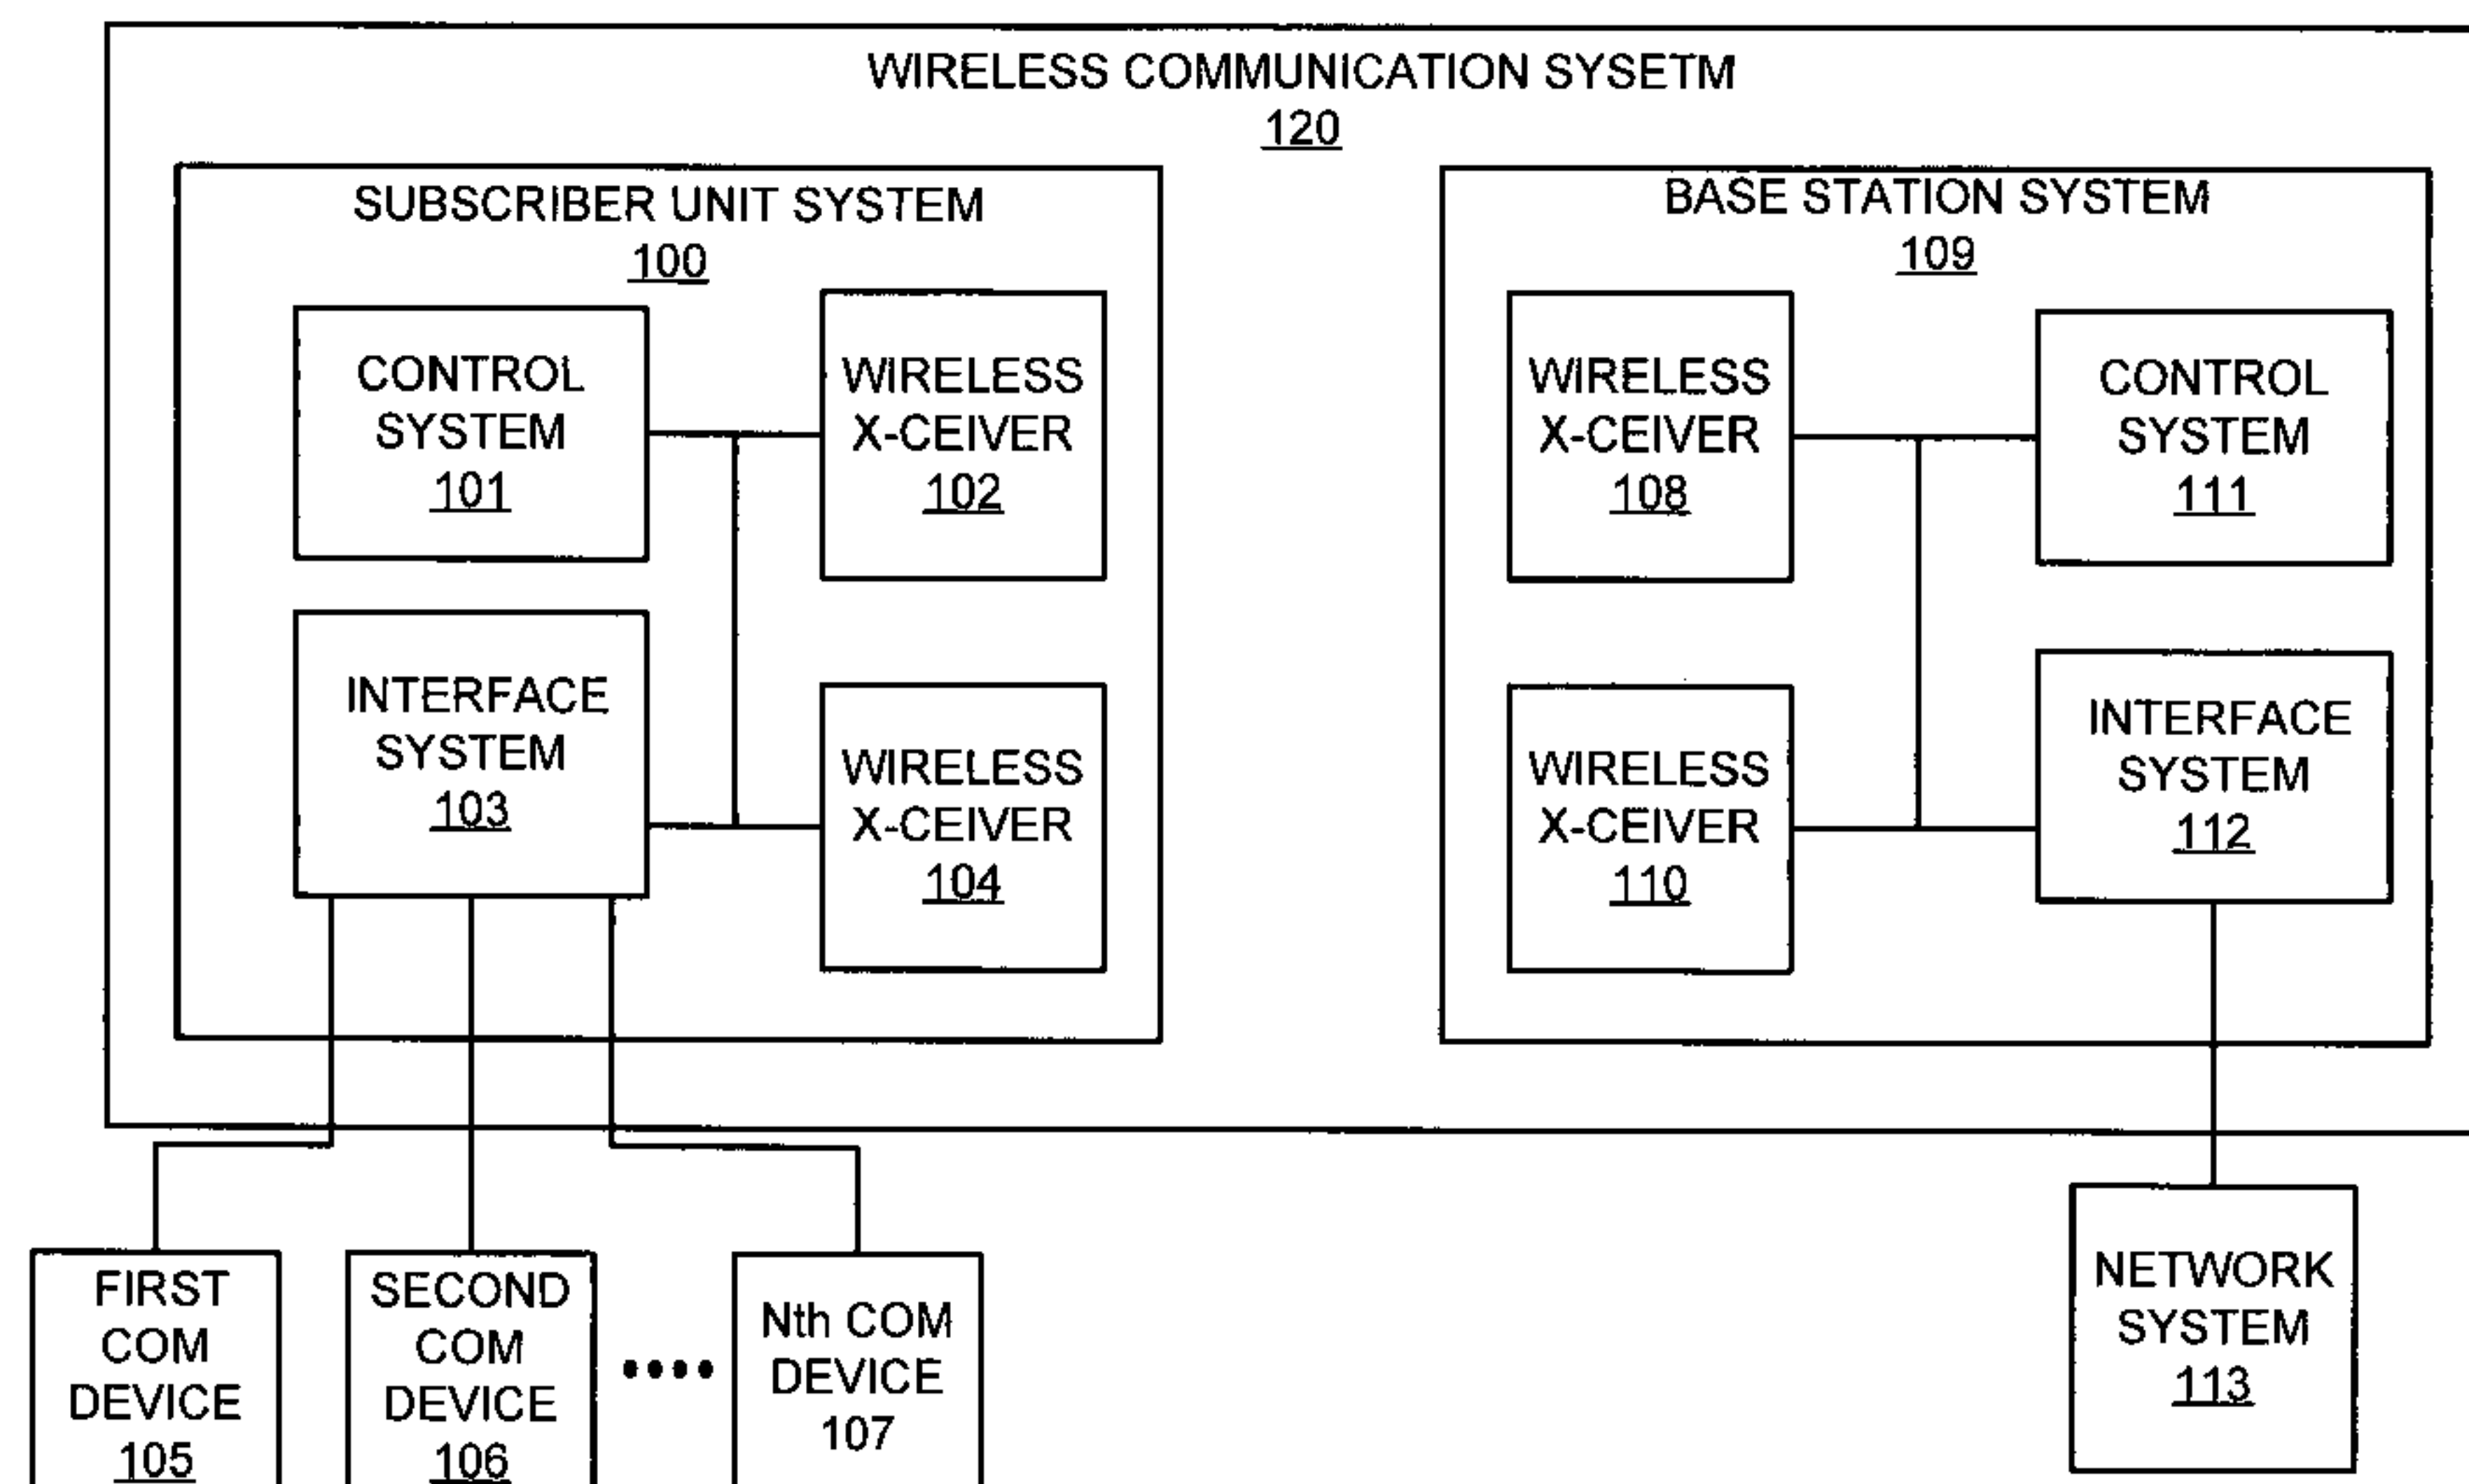 WIRELESS COMMUNICATION SYSETM
120
SUBSCRIBER UNIT SYSTEM
100
CONTROL
SYSTEM
101
WIRELESS
X-CEIVER
102
INTERFACE
SYSTEM
103
WIRELESS
X-CEIVER
104
BASE STATION SYSTEM
109
WIRELESS
X-CEIVER
108
CONTROL
SYSTEM
111
WIRELESS
X-CEIVER
110
INTERFACE
SYSTEM
112
FIRST
COM
DEVICE
105
SECOND
COM
DEVICE
106
Nth COM
DEVICE
107
NETWORK
SYSTEM
113